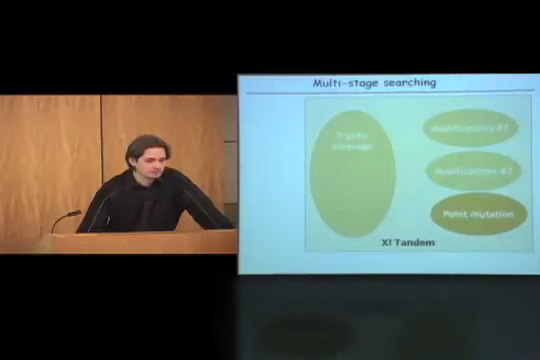 Multi-stage searching
Tryptic
cleavage
Modifications #1
Modifications #2
Point mutation
X! Tandem